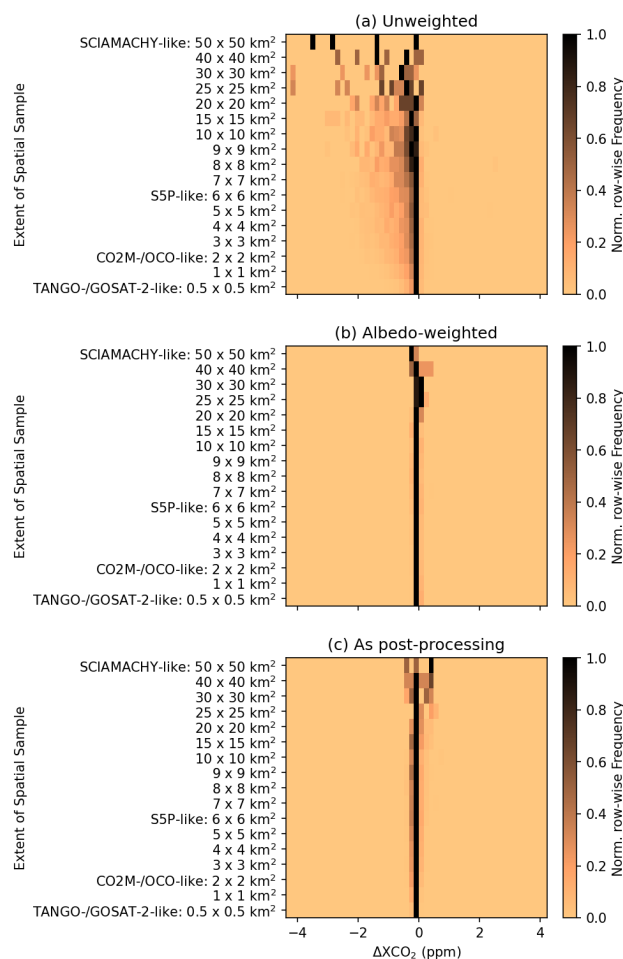 (a) Unweighted
SCIAMACHY-like: 50 x 50 km²
40 x 40 km²
30 x 30 km²
25 x 25 km²
20 x 20 km²
15 x 15 km²
10 x 10 km²
9 x 9 km²
8 x 8 km²
7 x 7 km²
S5P-like: 6 x 6 km²
5 x 5 km²
4 x 4 km²
3 x 3 km²
CO2M-/OCO-like: 2 x 2 km²
1 x 1 km²
TANGO-/GOSAT-2-like: 0.5 x 0.5 km²
Extent of Spatial Sample
1.0
0.8
0.6
0.4
0.2
0.0
Norm. row-wise Frequency
(b) Albedo-weighted
SCIAMACHY-like: 50 x 50 km²
40 x 40 km²
30 x 30 km²
25 x 25 km²
20 x 20 km²
15 x 15 km²
10 x 10 km²
9 x 9 km²
8 x 8 km²
7 x 7 km²
S5P-like: 6 x 6 km²
5 x 5 km²
4 x 4 km²
3 x 3 km²
CO2M-/OCO-like: 2 x 2 km²
1 x 1 km²
TANGO-/GOSAT-2-like: 0.5 x 0.5 km²
Extent of Spatial Sample
1.0
0.8
0.6
0.4
0.2
0.0
Norm. row-wise Frequency
(c) As post-processing
SCIAMACHY-like: 50 x 50 km²
40 x 40 km²
30 x 30 km²
25 x 25 km²
20 x 20 km²
15 x 15 km²
10 x 10 km²
9 x 9 km²
8 x 8 km²
7 x 7 km²
S5P-like: 6 x 6 km²
5 x 5 km²
4 x 4 km²
3 x 3 km²
CO2M-/OCO-like: 2 x 2 km²
1 x 1 km²
TANGO-/GOSAT-2-like: 0.5 x 0.5 km²
Extent of Spatial Sample
1.0
0.8
0.6
0.4
0.2
0.0
Norm. row-wise Frequency
−4 −2 0 2 4
ΔXCO₂ (ppm)